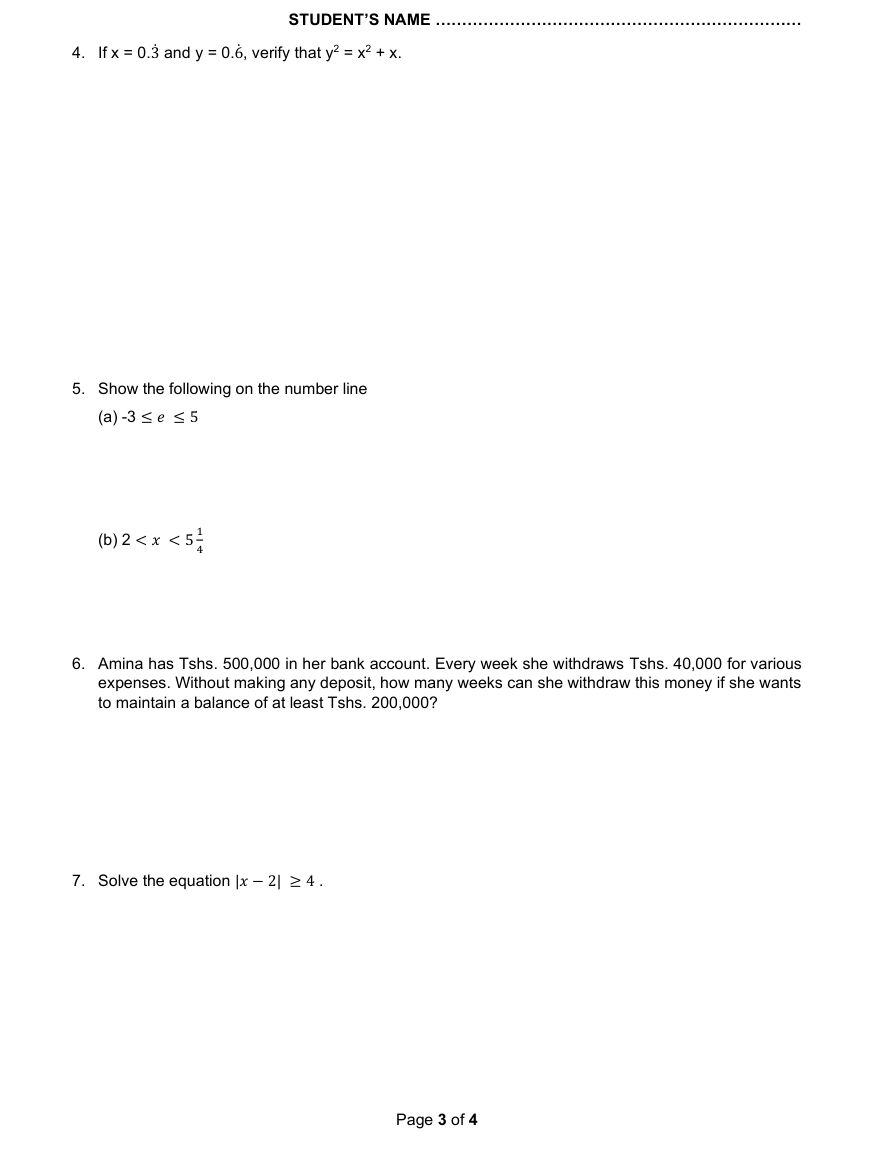 STUDENT’S NAME ……………………………………………………………
4. If x = 0.3̇ and y = 0.6̇, verify that y² = x² + x.
5. Show the following on the number line
(a) -3 ≤ e ≤ 5
(b) 2 < x < 5 1/4
6. Amina has Tshs. 500,000 in her bank account. Every week she withdraws Tshs. 40,000 for various
expenses. Without making any deposit, how many weeks can she withdraw this money if she wants
to maintain a balance of at least Tshs. 200,000?
7. Solve the equation |x − 2| ≥ 4 .
Page 3 of 4